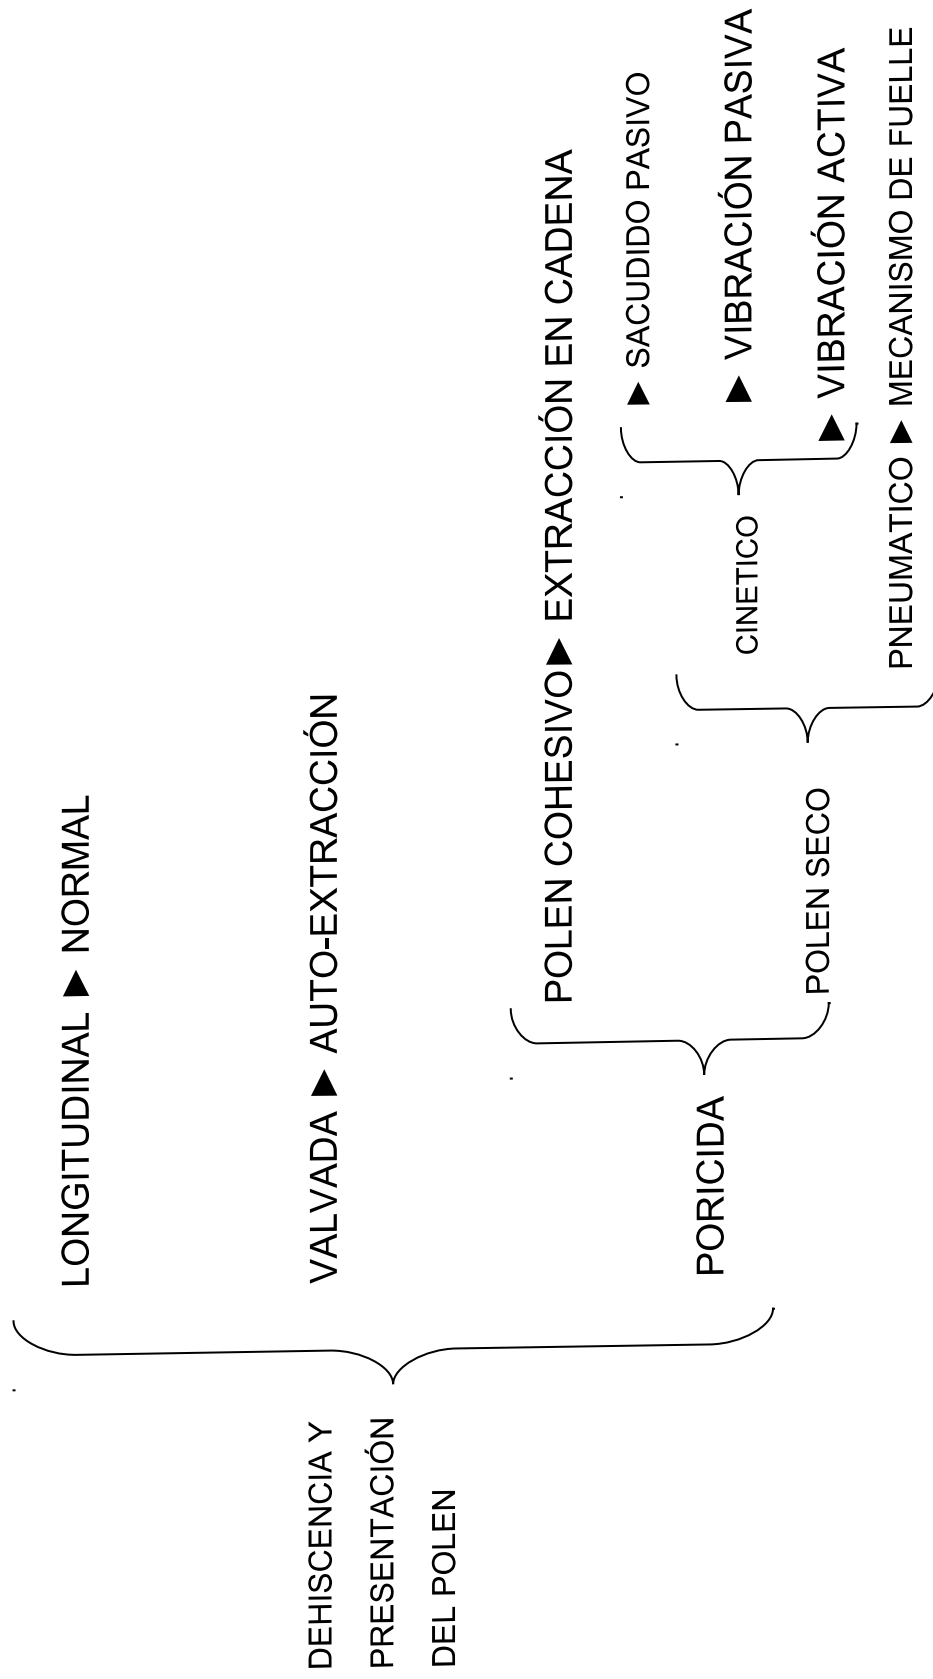 DEHISCENCIA Y
PRESENTACIÓN
DEL POLEN
LONGITUDINAL ► NORMAL
VALVADA ► AUTO-EXTRACCIÓN
PORICIDA
POLEN COHESIVO► EXTRACCIÓN EN CADENA
POLEN SECO
CINETICO
► SACUDIDO PASIVO
► VIBRACIÓN PASIVA
► VIBRACIÓN ACTIVA
PNEUMATICO ► MECANISMO DE FUELLE